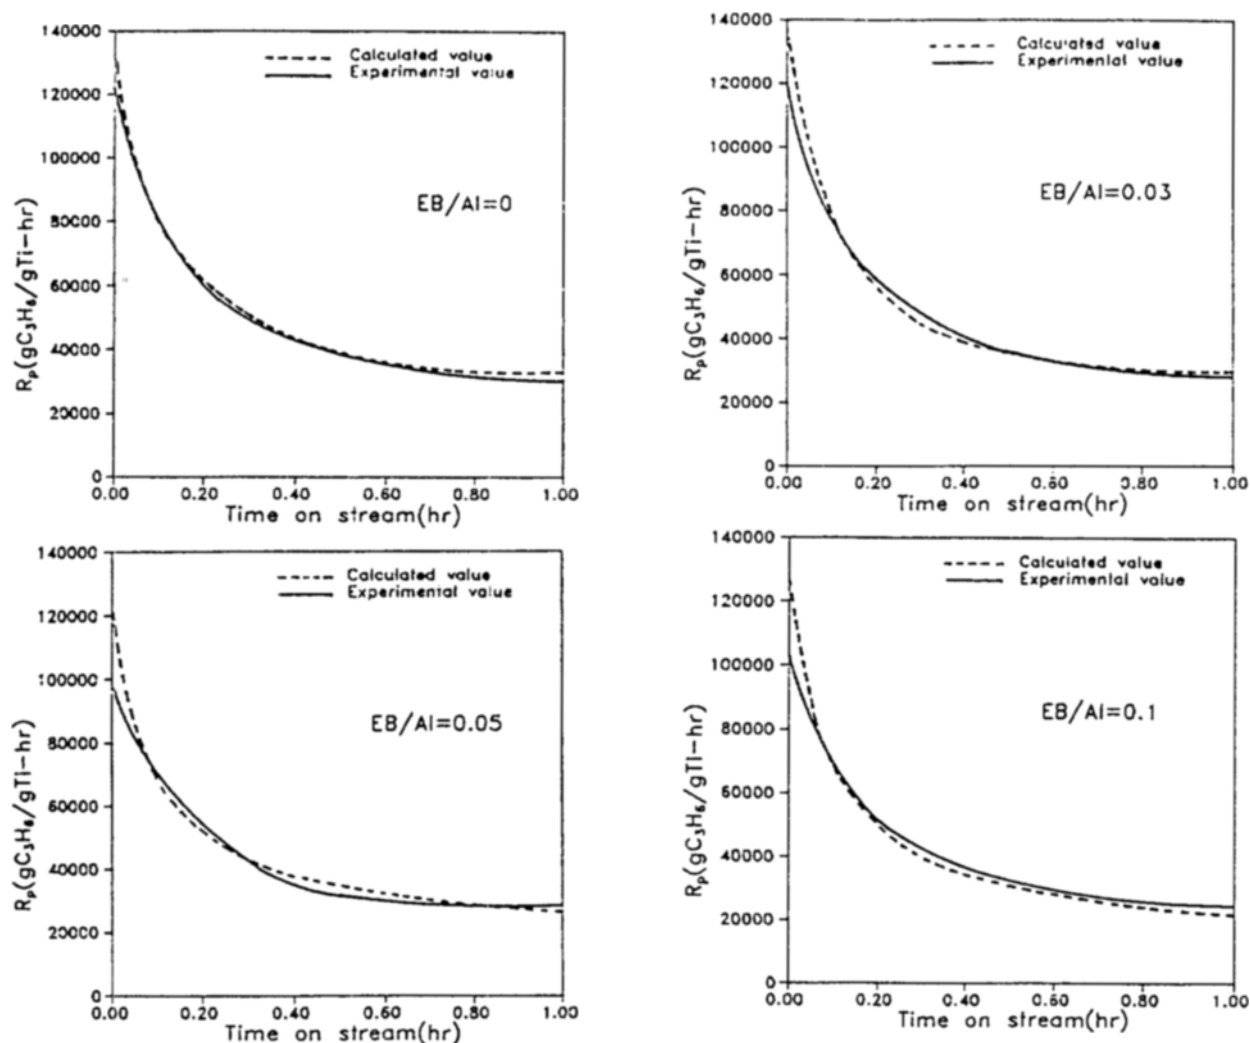 140000
120000
100000
80000
60000
40000
20000
0
Calculated value
Experimental value
EB/Al=0
Rₚ(gC₃H₆/gTi-hr)
0.00 0.20 0.40 0.60 0.80 1.00
Time on stream(hr)
140000
120000
100000
80000
60000
40000
20000
0
Calculated value
Experimental value
EB/Al=0.03
Rₚ(gC₃H₆/gTi-hr)
0.00 0.20 0.40 0.60 0.80 1.00
Time on stream(hr)
140000
120000
100000
80000
60000
40000
20000
0
Calculated value
Experimental value
EB/Al=0.05
Rₚ(gC₃H₆/gTi-hr)
0.00 0.20 0.40 0.60 0.80 1.00
Time on stream(hr)
140000
120000
100000
80000
60000
40000
20000
0
Calculated value
Experimental value
EB/Al=0.1
Rₚ(gC₃H₆/gTi-hr)
0.00 0.20 0.40 0.60 0.80 1.00
Time on stream(hr)